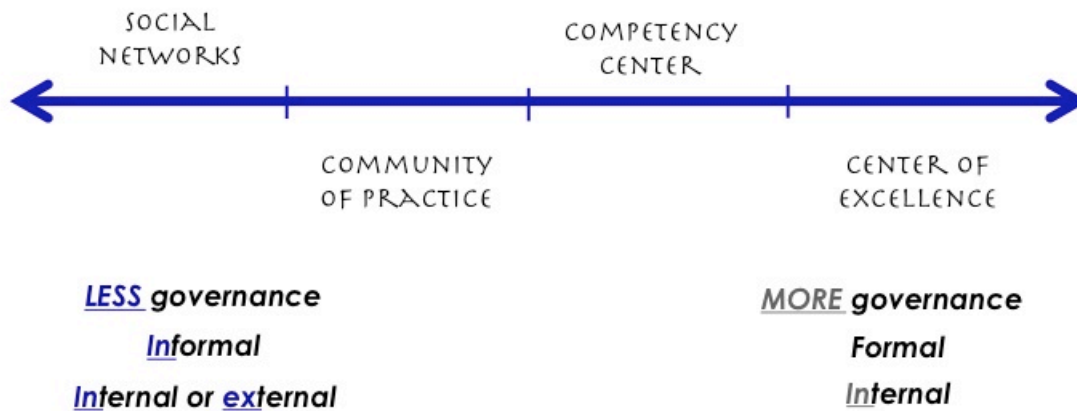 SOCIAL
NETWORKS
COMPETENCY
CENTER
COMMUNITY
OF PRACTICE
CENTER OF
EXCELLENCE
LESS governance
Informal
Internal or external
MORE governance
Formal
Internal